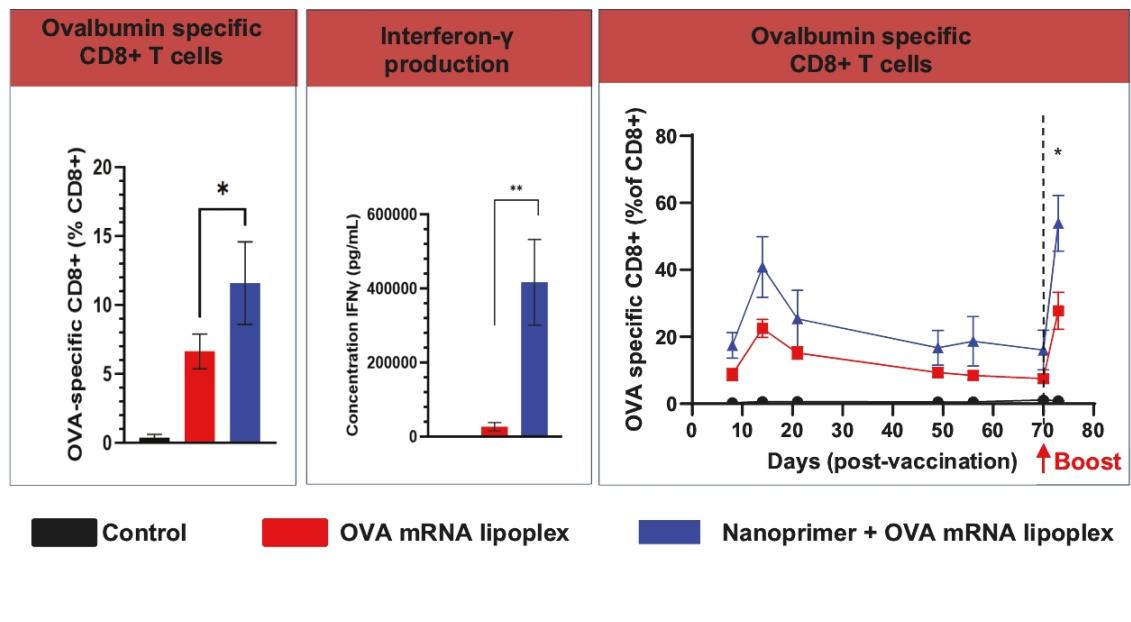 Ovalbumin specific
CD8+ T cells
OVA-specific CD8+ (% CD8+)
20
15
10
5
0
*
Interferon-γ
production
Concentration IFNγ (pg/mL)
600000
400000
200000
0
**
Ovalbumin specific
CD8+ T cells
OVA specific CD8+ (%of CD8+)
80
60
40
20
0
*
0 10 20 30 40 50 60 70 80
Days (post-vaccination)
Boost
Control
OVA mRNA lipoplex
Nanoprimer + OVA mRNA lipoplex